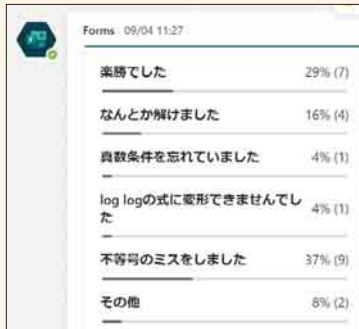 Forms 09/04 11:27
楽勝でした 29% (7)
なんとか解けました 16% (4)
真数条件を忘れていました 4% (1)
log logの式に変形できませんでし
た 4% (1)
不等号のミスをしました 37% (9)
その他 8% (2)